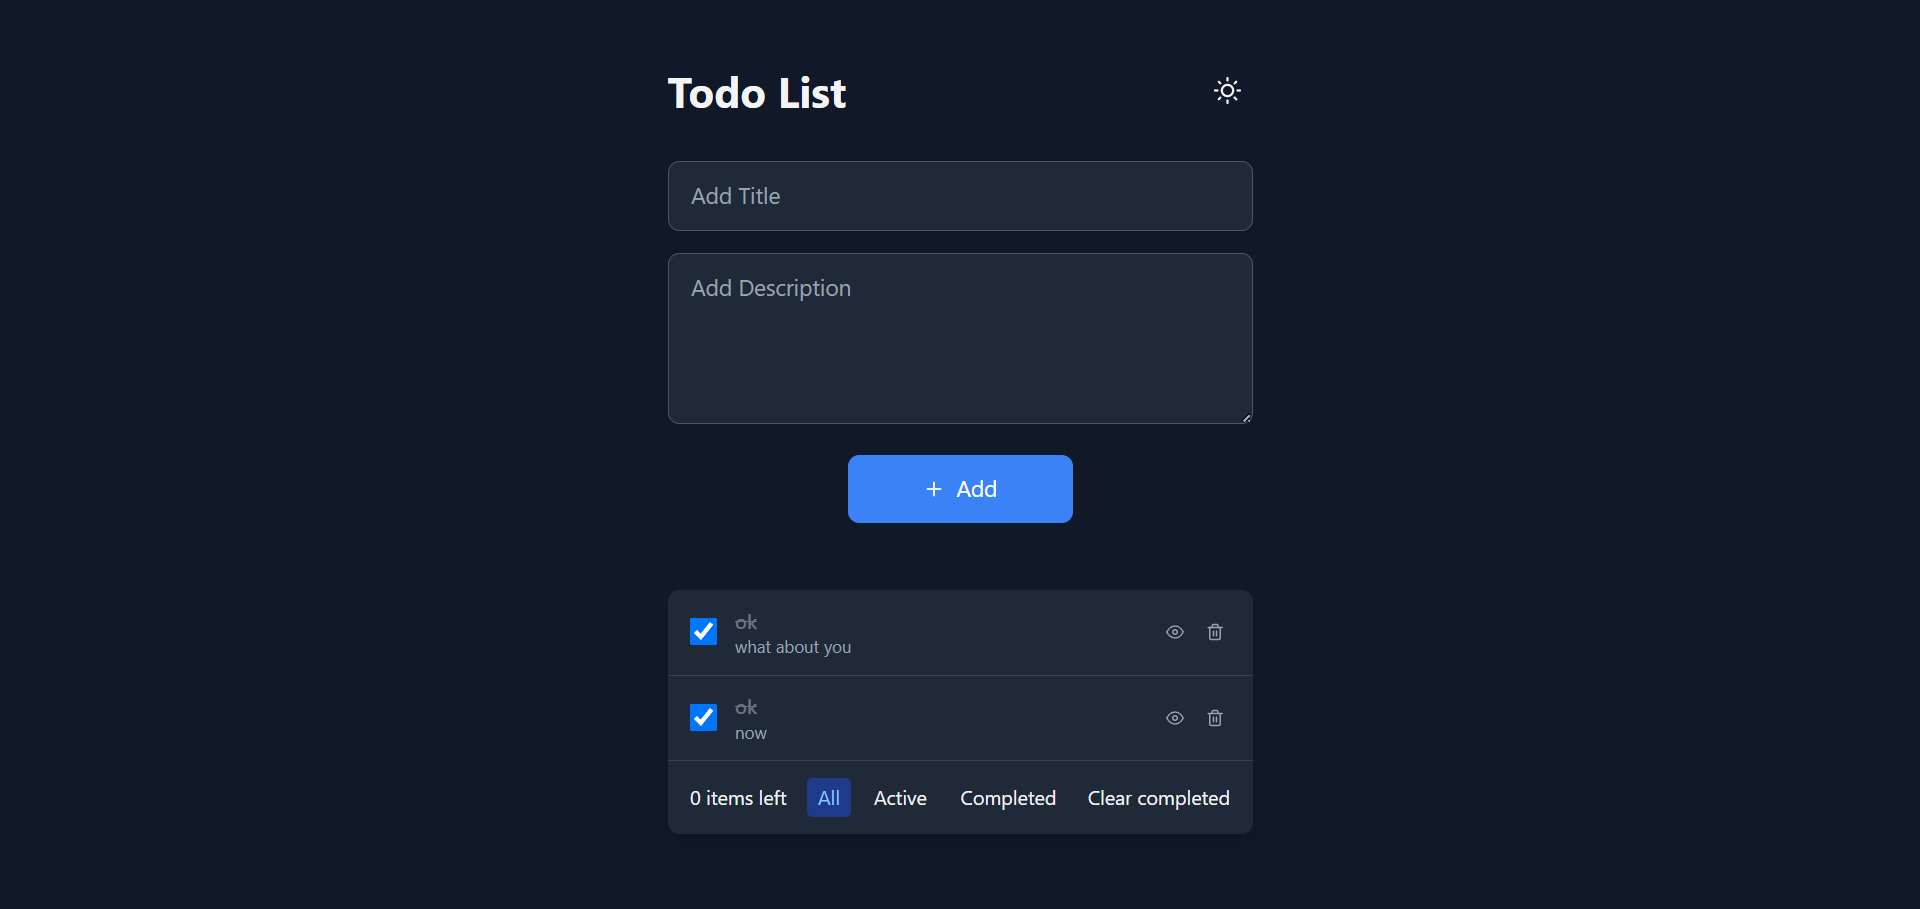 Todo List
Add Title
Add Description
+ Add
ok
what about you
ok
now
0 items left All Active Completed Clear completed